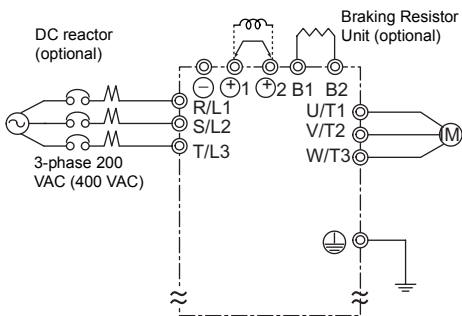 DC reactor
(optional)
Braking Resistor
Unit (optional)
− +1 +2 B1 B2
R/L1
S/L2
T/L3
U/T1
V/T2
W/T3
M
3-phase 200
VAC (400 VAC)